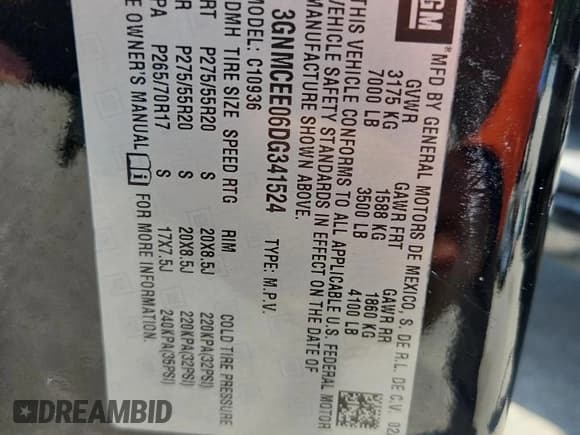 GM
® MFD BY GENERAL MOTORS DE MEXICO, S. DE R.L. DE C.V. 02
GVWR GAWR FRT GAWR RR
3175 KG 1588 KG 1860 KG
7000 LB 3500 LB 4100 LB
THIS VEHICLE CONFORMS TO ALL APPLICABLE U.S. FEDERAL MOTOR
VEHICLE SAFETY STANDARDS IN EFFECT ON THE DATE OF
MANUFACTURE SHOWN ABOVE.
3GNMCEE06DG341524 TYPE: M.P.V.
MODEL: C10936
DMH TIRE SIZE SPEED RTG RIM COLD TIRE PRESSURE
RT P275/55R20 S 20X8.5J 220KPA(32PSI)
R P275/55R20 S 20X8.5J 220KPA(32PSI)
PA P265/70R17 S 17X7.5J 240KPA(35PSI)
E OWNER'S MANUAL FOR MORE INFORMATION.
DREAMBID